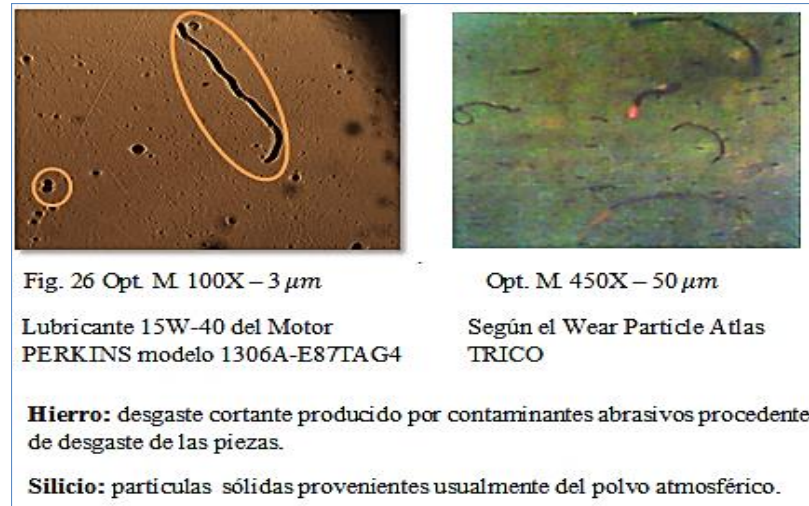 Fig. 26 Opt. M. 100X – 3 μm
Opt. M. 450X – 50 μm
Lubricante 15W-40 del Motor
PERKINS modelo 1306A-E87TAG4
Según el Wear Particle Atlas
TRICO
Hierro: desgaste cortante producido por contaminantes abrasivos procedente
de desgaste de las piezas.
Silicio: partículas sólidas provenientes usualmente del polvo atmosférico.